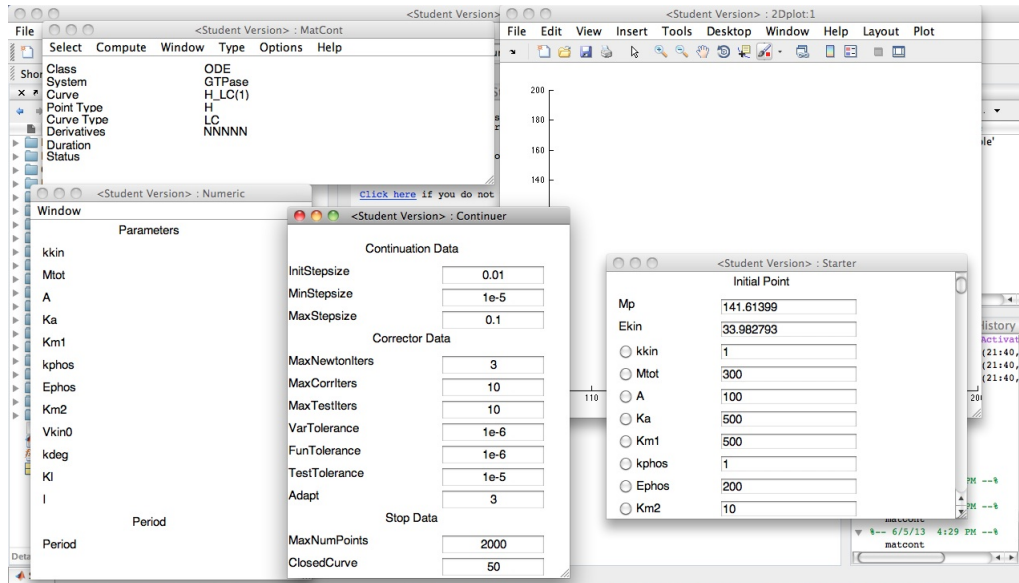 <Student Version>
File
Shor
<Student Version> : MatCont
Select Compute Window Type Options Help
Class ODE
System GTPase
Curve H_LC(1)
Point Type H
Curve Type LC
Derivatives NNNNN
Duration
Status
<Student Version> : 2Dplot:1
File Edit View Insert Tools Desktop Window Help Layout Plot
200
180
160
140
110
Click here if you do not
<Student Version> : Numeric
Window
Parameters
kkin
Mtot
A
Ka
Km1
kphos
Ephos
Km2
Vkin0
kdeg
KI
I
Period
Period
<Student Version> : Continuer
Continuation Data
InitStepsize 0.01
MinStepsize 1e-5
MaxStepsize 0.1
Corrector Data
MaxNewtonIters 3
MaxCorrIters 10
MaxTestIters 10
VarTolerance 1e-6
FunTolerance 1e-6
TestTolerance 1e-5
Adapt 3
Stop Data
MaxNumPoints 2000
ClosedCurve 50
<Student Version> : Starter
Initial Point
Mp 141.61399
Ekin 33.982793
kkin 1
Mtot 300
A 100
Ka 500
Km1 500
kphos 1
Ephos 200
Km2 10
History
Activat
(21:40,
(21:40,
(21:40,
PM --%
PM --%
matcont
%-- 6/5/13 4:29 PM --%
matcont
Deta